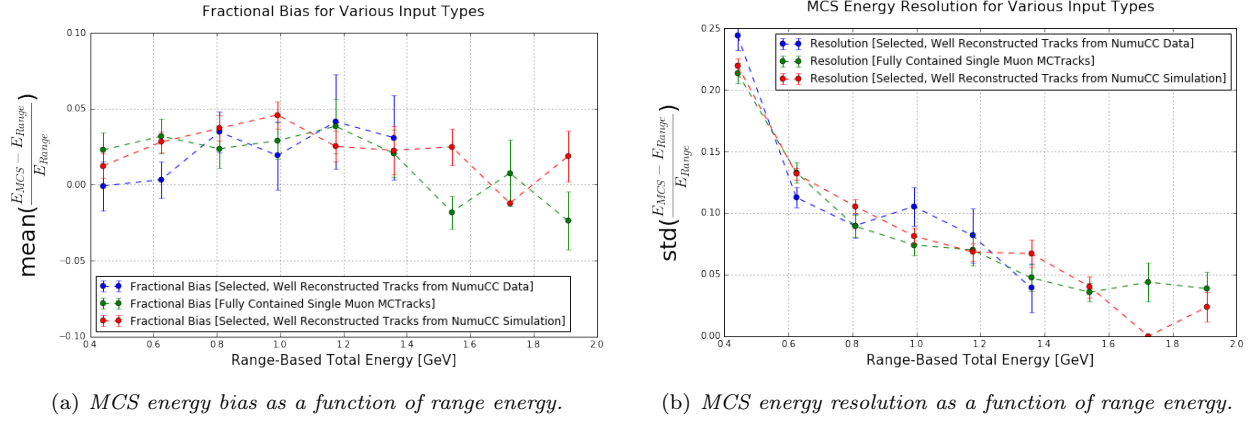 Fractional Bias for Various Input Types
0.10
0.05
0.00
−0.05
−0.10
mean(E_MCS − E_Range / E_Range)
Fractional Bias [Selected, Well Reconstructed Tracks from NumuCC Data]
Fractional Bias [Fully Contained Single Muon MCTracks]
Fractional Bias [Selected, Well Reconstructed Tracks from NumuCC Simulation]
0.4 0.6 0.8 1.0 1.2 1.4 1.6 1.8 2.0
Range-Based Total Energy [GeV]
(a) MCS energy bias as a function of range energy.
MCS Energy Resolution for Various Input Types
0.25
0.20
0.15
0.10
0.05
0.00
std(E_MCS − E_Range / E_Range)
Resolution [Selected, Well Reconstructed Tracks from NumuCC Data]
Resolution [Fully Contained Single Muon MCTracks]
Resolution [Selected, Well Reconstructed Tracks from NumuCC Simulation]
0.4 0.6 0.8 1.0 1.2 1.4 1.6 1.8 2.0
Range-Based Total Energy [GeV]
(b) MCS energy resolution as a function of range energy.